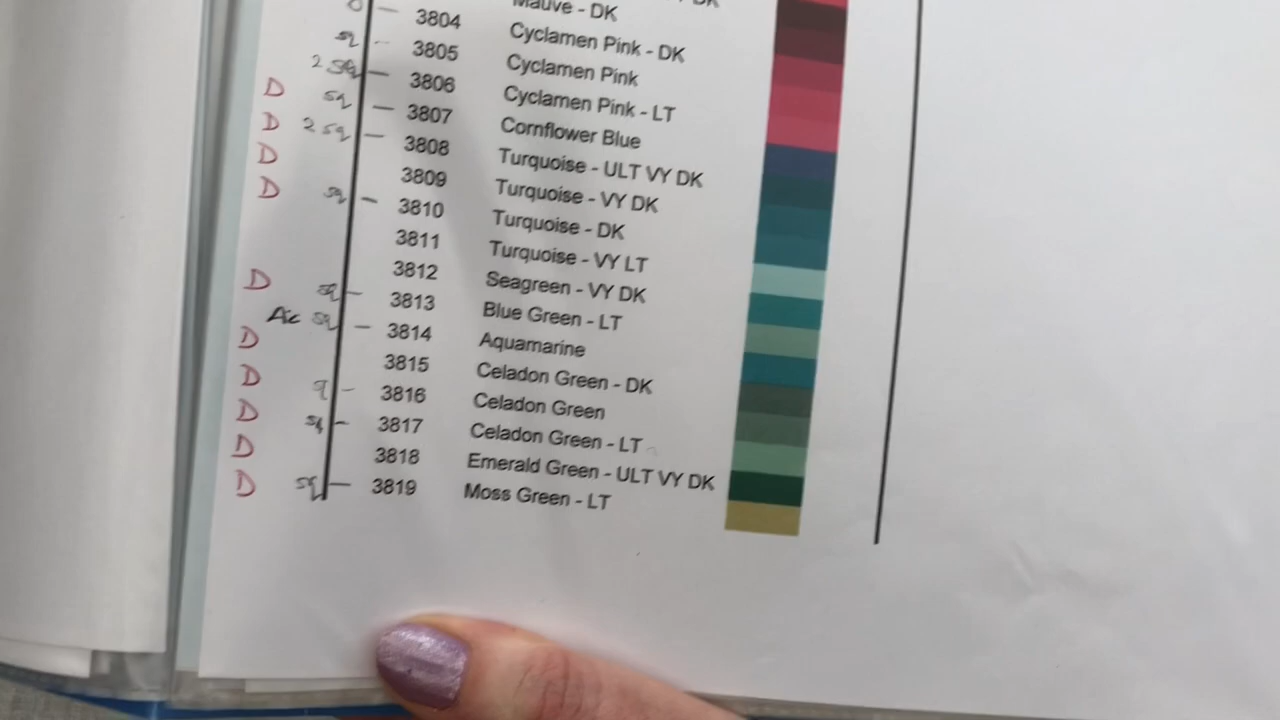 Mauve - DK
sq - 3804 Cyclamen Pink - DK
2 sq - 3805 Cyclamen Pink
D sq - 3806 Cyclamen Pink - LT
D 2 sq - 3807 Cornflower Blue
D 3808 Turquoise - ULT VY DK
D sq - 3809 Turquoise - VY DK
3810 Turquoise - DK
3811 Turquoise - VY LT
D sq - 3812 Seagreen - VY DK
3813 Blue Green - LT
D sq - 3814 Aquamarine
D 3815 Celadon Green - DK
D q - 3816 Celadon Green
D sq - 3817 Celadon Green - LT
3818 Emerald Green - ULT VY DK
D sq - 3819 Moss Green - LT